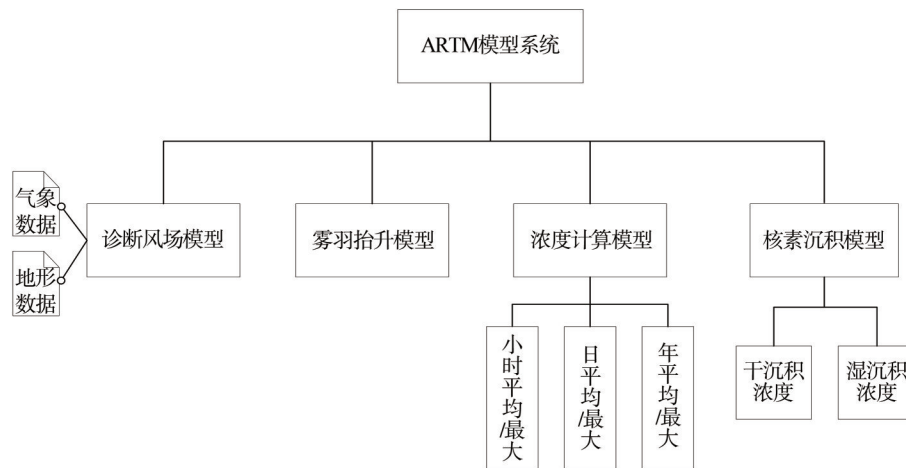 ARTM模型系统
气象
数据
地形
数据
诊断风场模型
雾羽抬升模型
浓度计算模型
核素沉积模型
小时平均/最大
日平均/最大
年平均/最大
干沉积
浓度
湿沉积
浓度